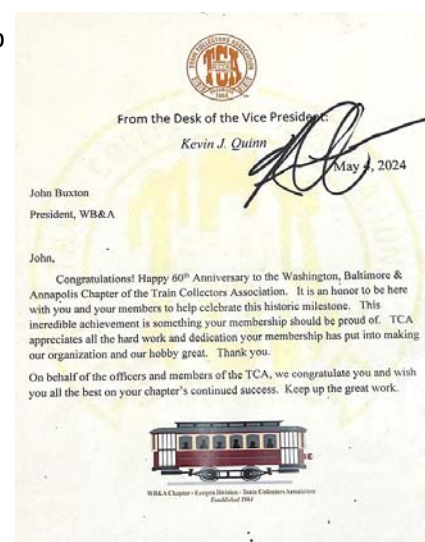 TRAIN COLLECTORS ASSOCIATION
TCA
From the Desk of the Vice President:
Kevin J. Quinn
May 4, 2024
John Buxton
President, WB&A
John,
Congratulations! Happy 60th Anniversary to the Washington, Baltimore &
Annapolis Chapter of the Train Collectors Association. It is an honor to be here
with you and your members to help celebrate this historic milestone. This
incredible achievement is something your membership should be proud of. TCA
appreciates all the hard work and dedication your membership has put into making
our organization and our hobby great. Thank you.
On behalf of the officers and members of the TCA, we congratulate you and wish
you all the best on your chapter's continued success. Keep up the great work.
WB&A Chapter - Eastern Division - Train Collectors Association
Established 1964